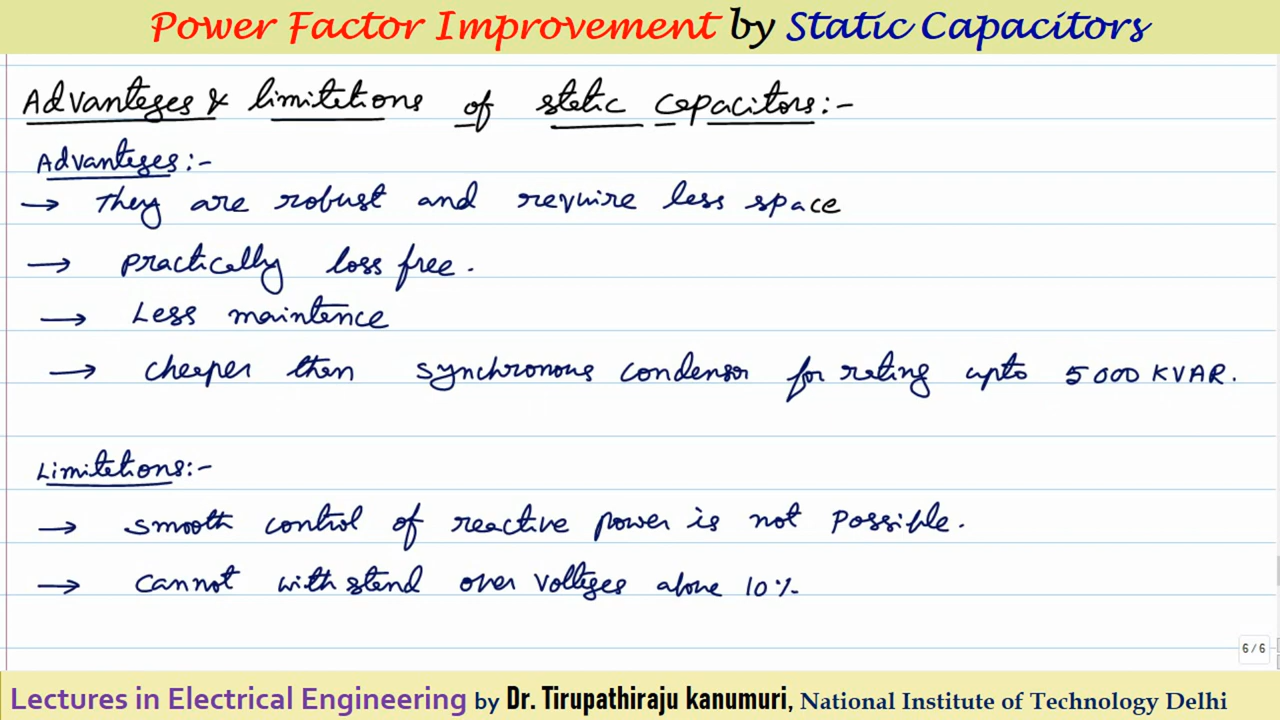 Power Factor Improvement by Static Capacitors
Advanteges & limitetions of static capacitors:-
Advanteges:-
→ They are robust and require less space
→ practically loss free.
→ Less maintence
→ cheeper then synchronous condensor for rating upto 5000 KVAR.
Limitetions:-
→ smooth control of reactive power is not possible.
→ cannot with stend over volteges above 10%
6/6
Lectures in Electrical Engineering by Dr. Tirupathiraju kanumuri, National Institute of Technology Delhi